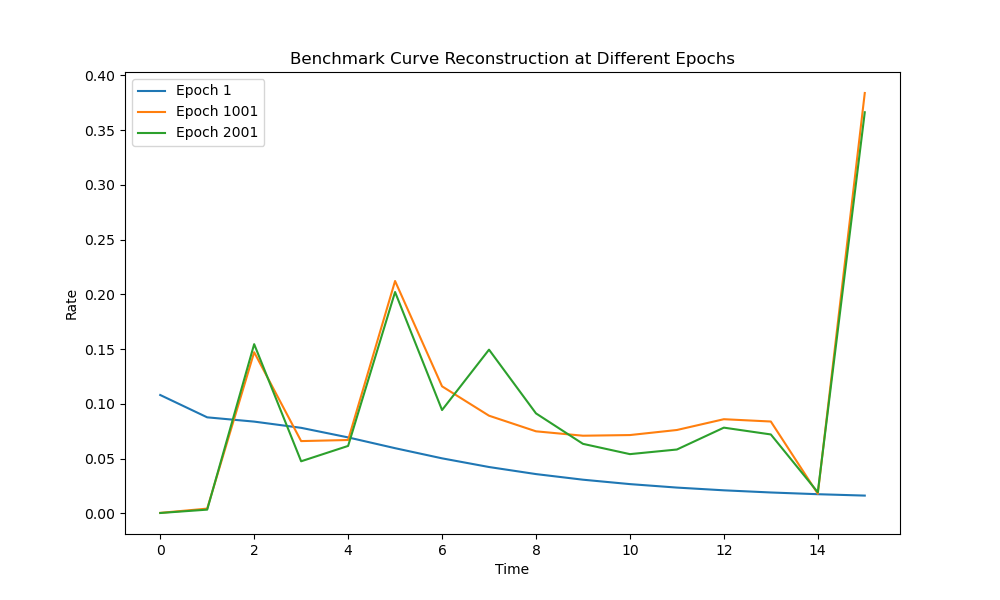 Benchmark Curve Reconstruction at Different Epochs
Epoch 1
Epoch 1001
Epoch 2001
0.40
0.35
0.30
0.25
0.20
0.15
0.10
0.05
0.00
Rate
0 2 4 6 8 10 12 14
Time